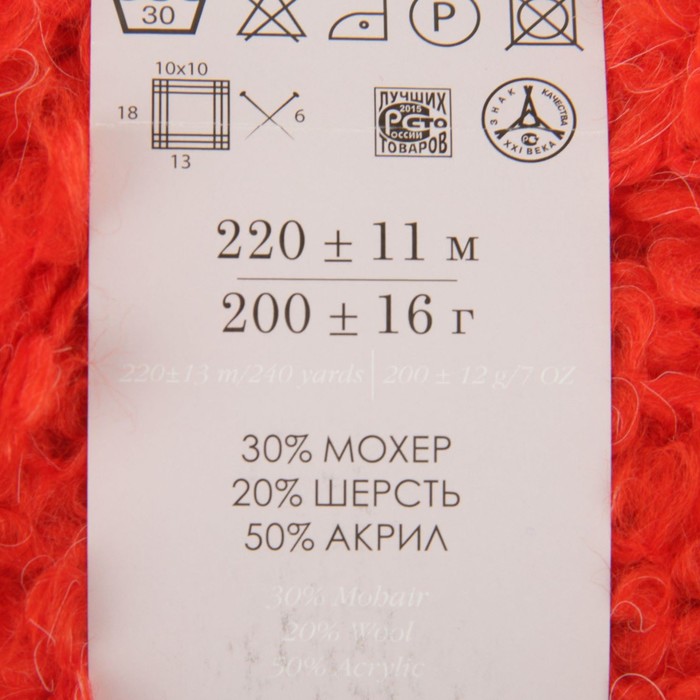 30
P
10x10
18
6
13
ЛУЧШИХ
2015
РСТО
РОССИИ
ТОВАРОВ
ЗНАК КАЧЕСТВА
XXI ВЕКА
220 ± 11 м
200 ± 16 г
220±13 m/240 yards | 200 ± 12 g/7 OZ
30% МОХЕР
20% ШЕРСТЬ
50% АКРИЛ
30% Mohair
20% Wool
50% Acrylic